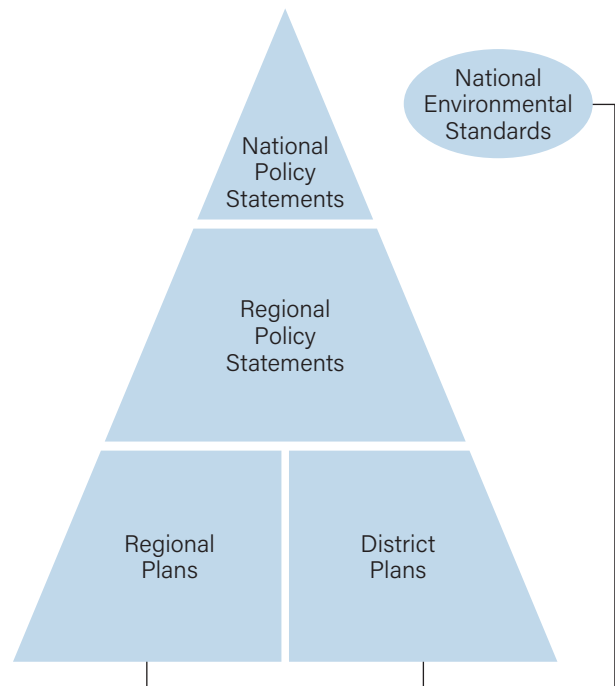 National
Environmental
Standards
National
Policy
Statements
Regional
Policy
Statements
Regional
Plans
District
Plans